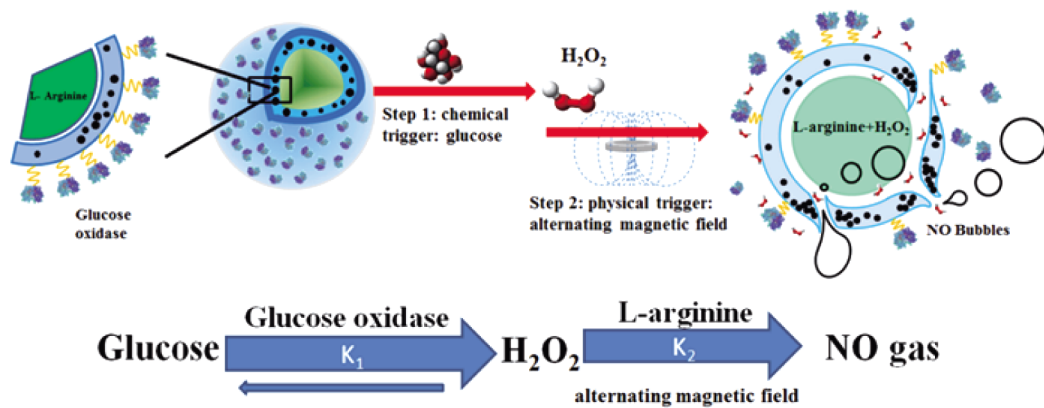 L- Arginine
Glucose
oxidase
Step 1: chemical
trigger: glucose
H₂O₂
Step 2: physical trigger:
alternating magnetic field
L-arginine+H₂O₂
NO Bubbles
Glucose oxidase
L-arginine
Glucose
K₁
H₂O₂
K₂
NO gas
alternating magnetic field